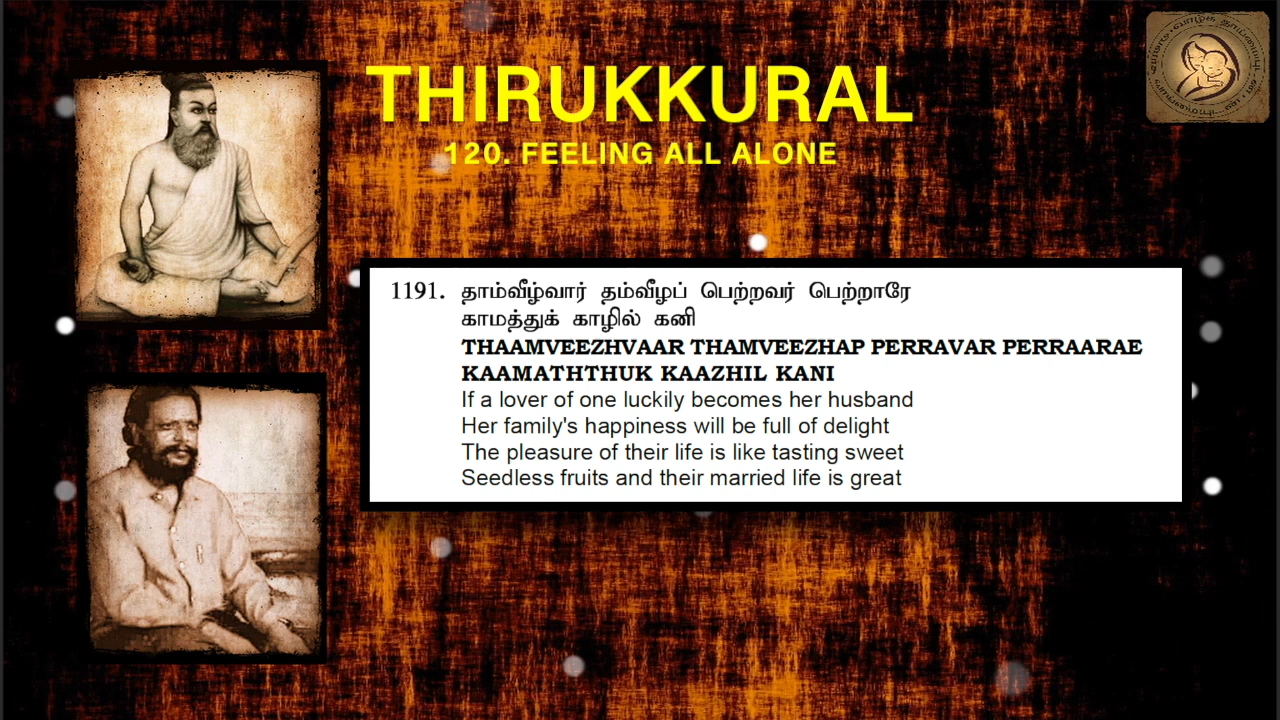 THIRUKKURAL
120. FEELING ALL ALONE
1191. தாம்வீழ்வார் தம்வீழப் பெற்றவர் பெற்றாரே
காமத்துக் காழில் கனி
THAAMVEEZHVAAR THAMVEEZHAP PERRAVAR PERRAARAE
KAAMATHTHUK KAAZHIL KANI
If a lover of one luckily becomes her husband
Her family's happiness will be full of delight
The pleasure of their life is like tasting sweet
Seedless fruits and their married life is great